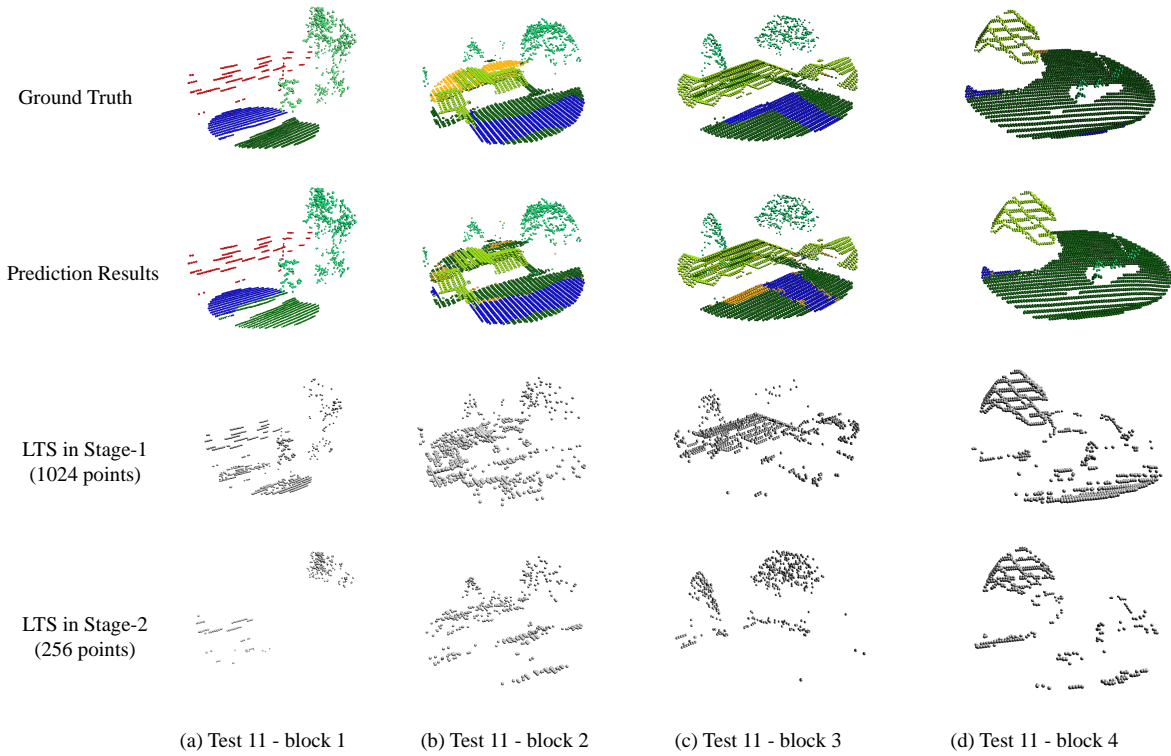 Ground Truth
Prediction Results
LTS in Stage-1
(1024 points)
LTS in Stage-2
(256 points)
(a) Test 11 - block 1
(b) Test 11 - block 2
(c) Test 11 - block 3
(d) Test 11 - block 4